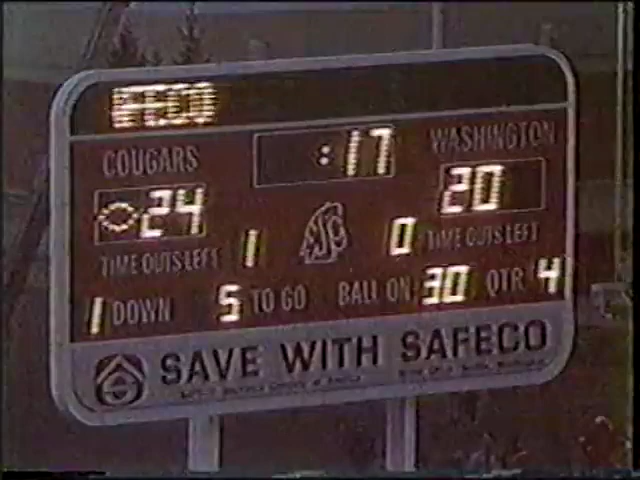 SAFECO
COUGARS :17 WASHINGTON
24 20
TIME OUTS LEFT 1 WSU 0 TIME OUTS LEFT
1 DOWN 5 TO GO BALL ON 30 QTR 4
SAVE WITH SAFECO